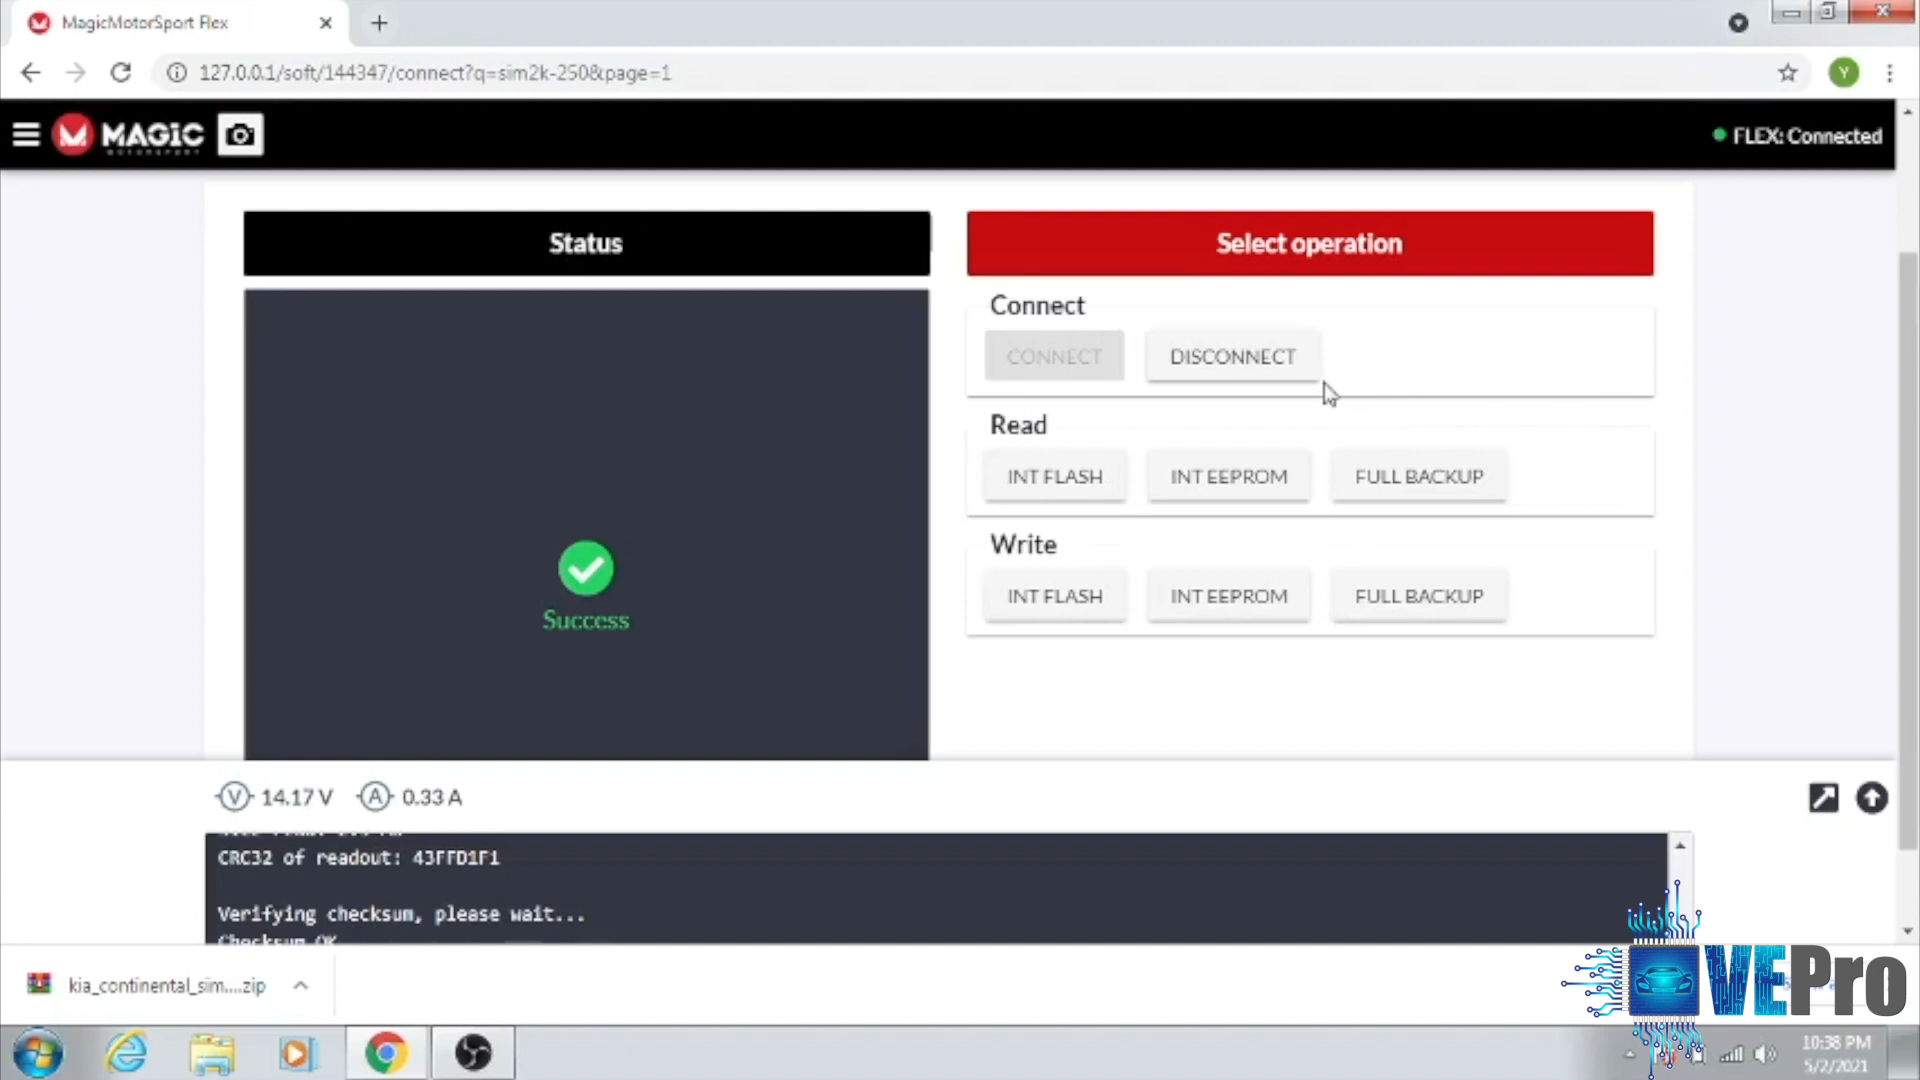 MagicMotorSport Flex
127.0.0.1/soft/144347/connect?q=sim2k-250&page=1
Y
MAGIC
MOTORSPORT
FLEX: Connected
Status
Select operation
Connect
CONNECT
DISCONNECT
Read
INT FLASH
INT EEPROM
FULL BACKUP
Success
Write
INT FLASH
INT EEPROM
FULL BACKUP
V 14.17 V
A 0.33 A
CRC32 of readout: 43FFD1F1
Verifying checksum, please wait...
Checksum OK
kia_continental_sim....zip
VEPro
10:38 PM
5/2/2021